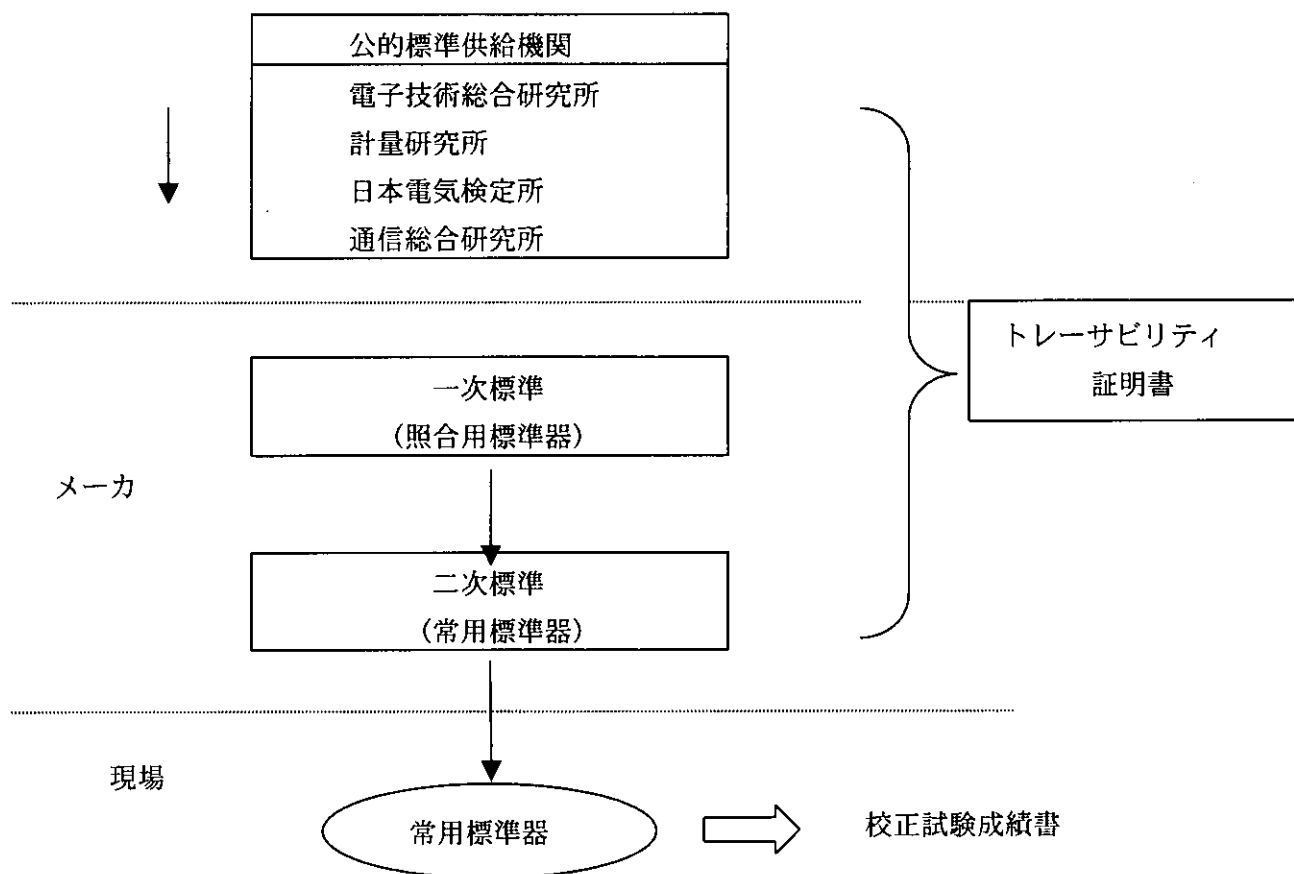 公的標準供給機関
電子技術総合研究所
計量研究所
日本電気検定所
通信総合研究所
トレーサビリティ
証明書
一次標準
（照合用標準器）
メーカ
二次標準
（常用標準器）
現場
常用標準器
校正試験成績書